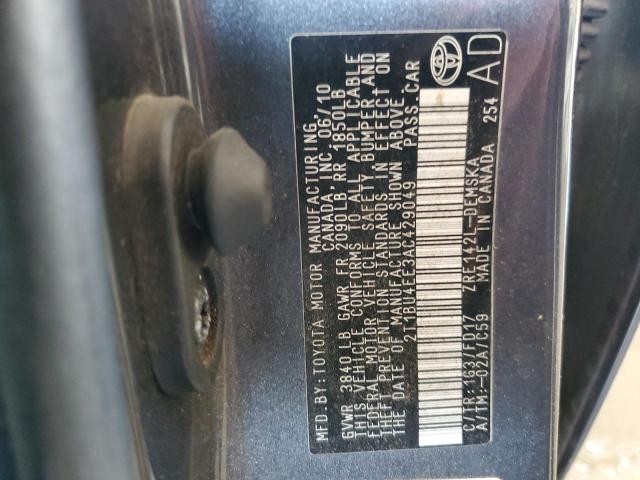 MFD.BY:TOYOTA MOTOR MANUFACTURING
CANADA, INC. 06/10
GVWR 3840 LB GAWR FR 2090LB RR 1850LB
THIS VEHICLE CONFORMS TO ALL APPLICABLE
FEDERAL MOTOR VEHICLE SAFETY, BUMPER, AND
THEFT PREVENTION STANDARDS IN EFFECT ON
THE DATE OF MANUFACTURE SHOWN ABOVE.
2T1BU4EE3AC429049 PASS.CAR
C/TR:1G3/FD17 ZRE142L-DEMSKA
A/TM:-02A/C59 MADE IN CANADA 254
AD